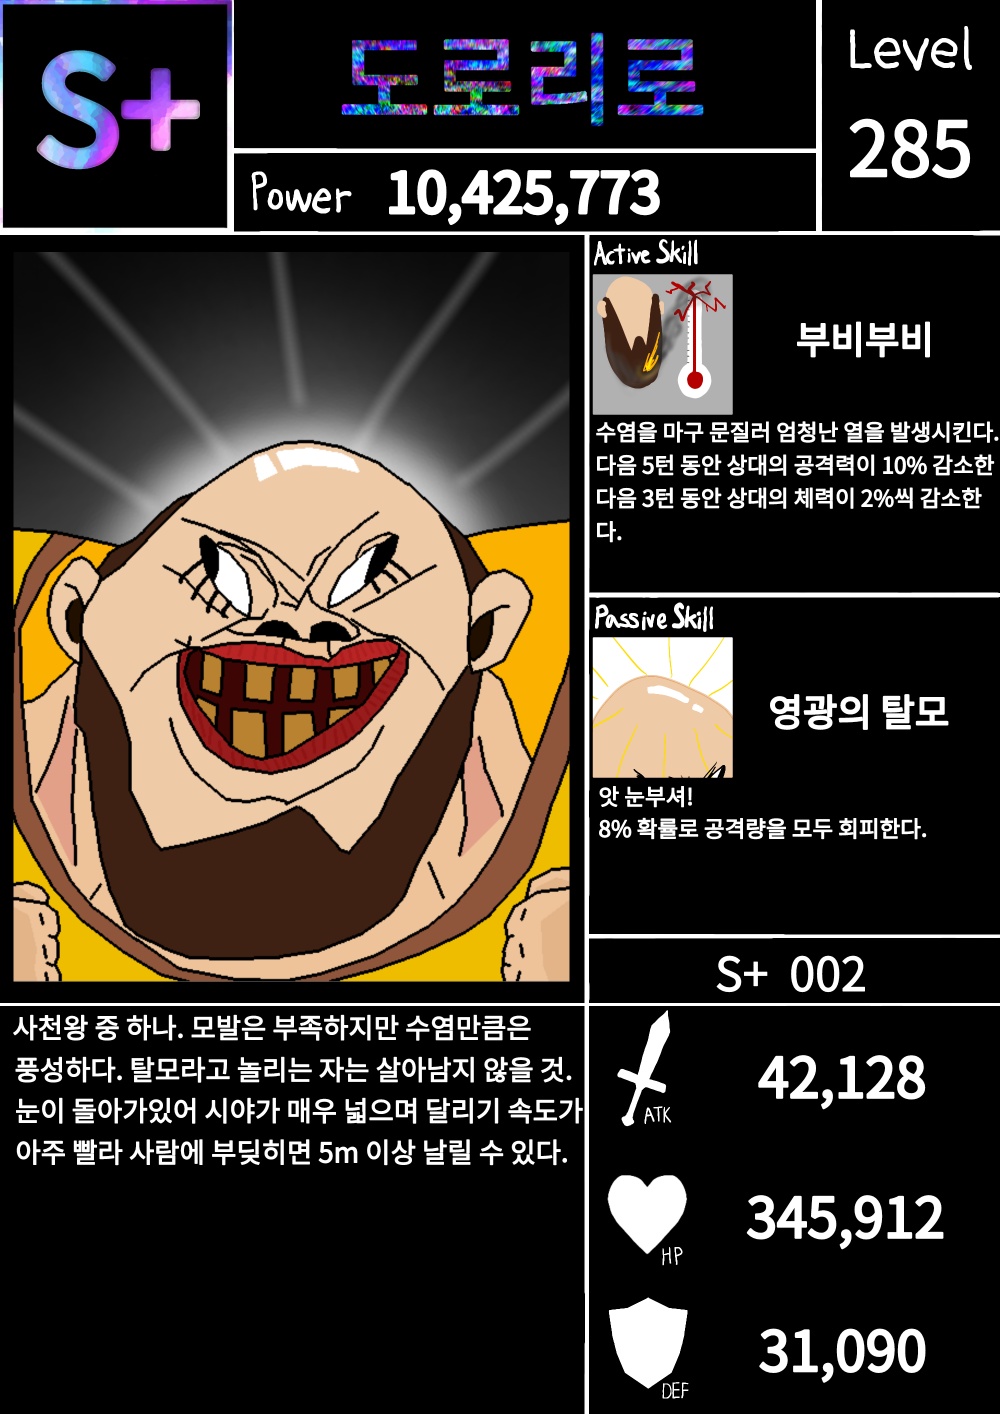 S+
도로리로
Level
285
Power 10,425,773
Active Skill
부비부비
수염을 마구 문질러 엄청난 열을 발생시킨다.
다음 5턴 동안 상대의 공격력이 10% 감소한
다음 3턴 동안 상대의 체력이 2%씩 감소한
다.
Passive Skill
영광의 탈모
앗 눈부셔!
8% 확률로 공격량을 모두 회피한다.
S+ 002
사천왕 중 하나. 모발은 부족하지만 수염만큼은
풍성하다. 탈모라고 놀리는 자는 살아남지 않을 것.
눈이 돌아가있어 시야가 매우 넓으며 달리기 속도가
아주 빨라 사람에 부딪히면 5m 이상 날릴 수 있다.
ATK 42,128
HP 345,912
DEF 31,090